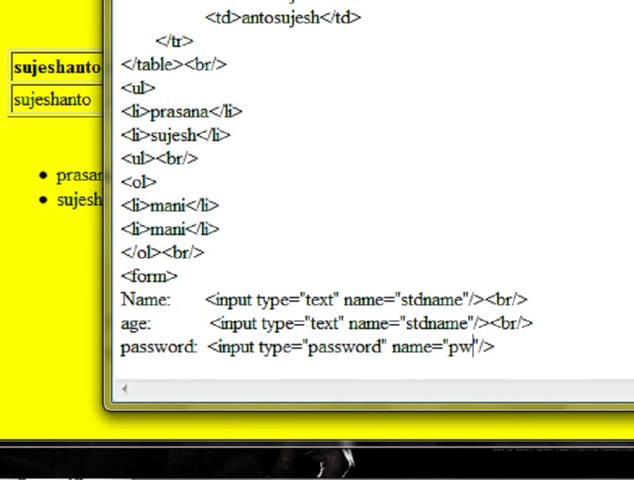 <td>antosujesh</td>
</tr>
</table><br/>
<ul>
<li>prasana</li>
<li>sujesh</li>
<ul><br/>
<ol>
<li>mani</li>
<li>mani</li>
</ol><br/>
<form>
Name: <input type="text" name="stdname"/><br/>
age: <input type="text" name="stdname"/><br/>
password: <input type="password" name="pw"/>
sujeshanto
sujeshanto
prasan
sujesh